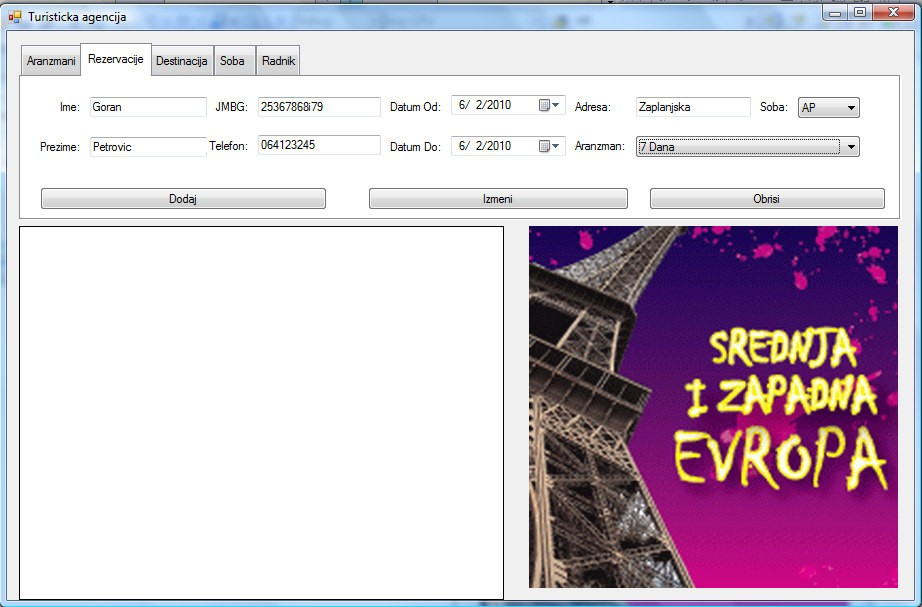 Turisticka agencija
Aranzmani Rezervacije Destinacija Soba Radnik
Ime: Goran JMBG: 25367868i79 Datum Od: 6/ 2/2010 Adresa: Zaplanjska Soba: AP
Prezime: Petrovic Telefon: 064123245 Datum Do: 6/ 2/2010 Aranzman: 7 Dana
Dodaj Izmeni Obrisi
SREDNJA
I ZAPADNA
EVROPA